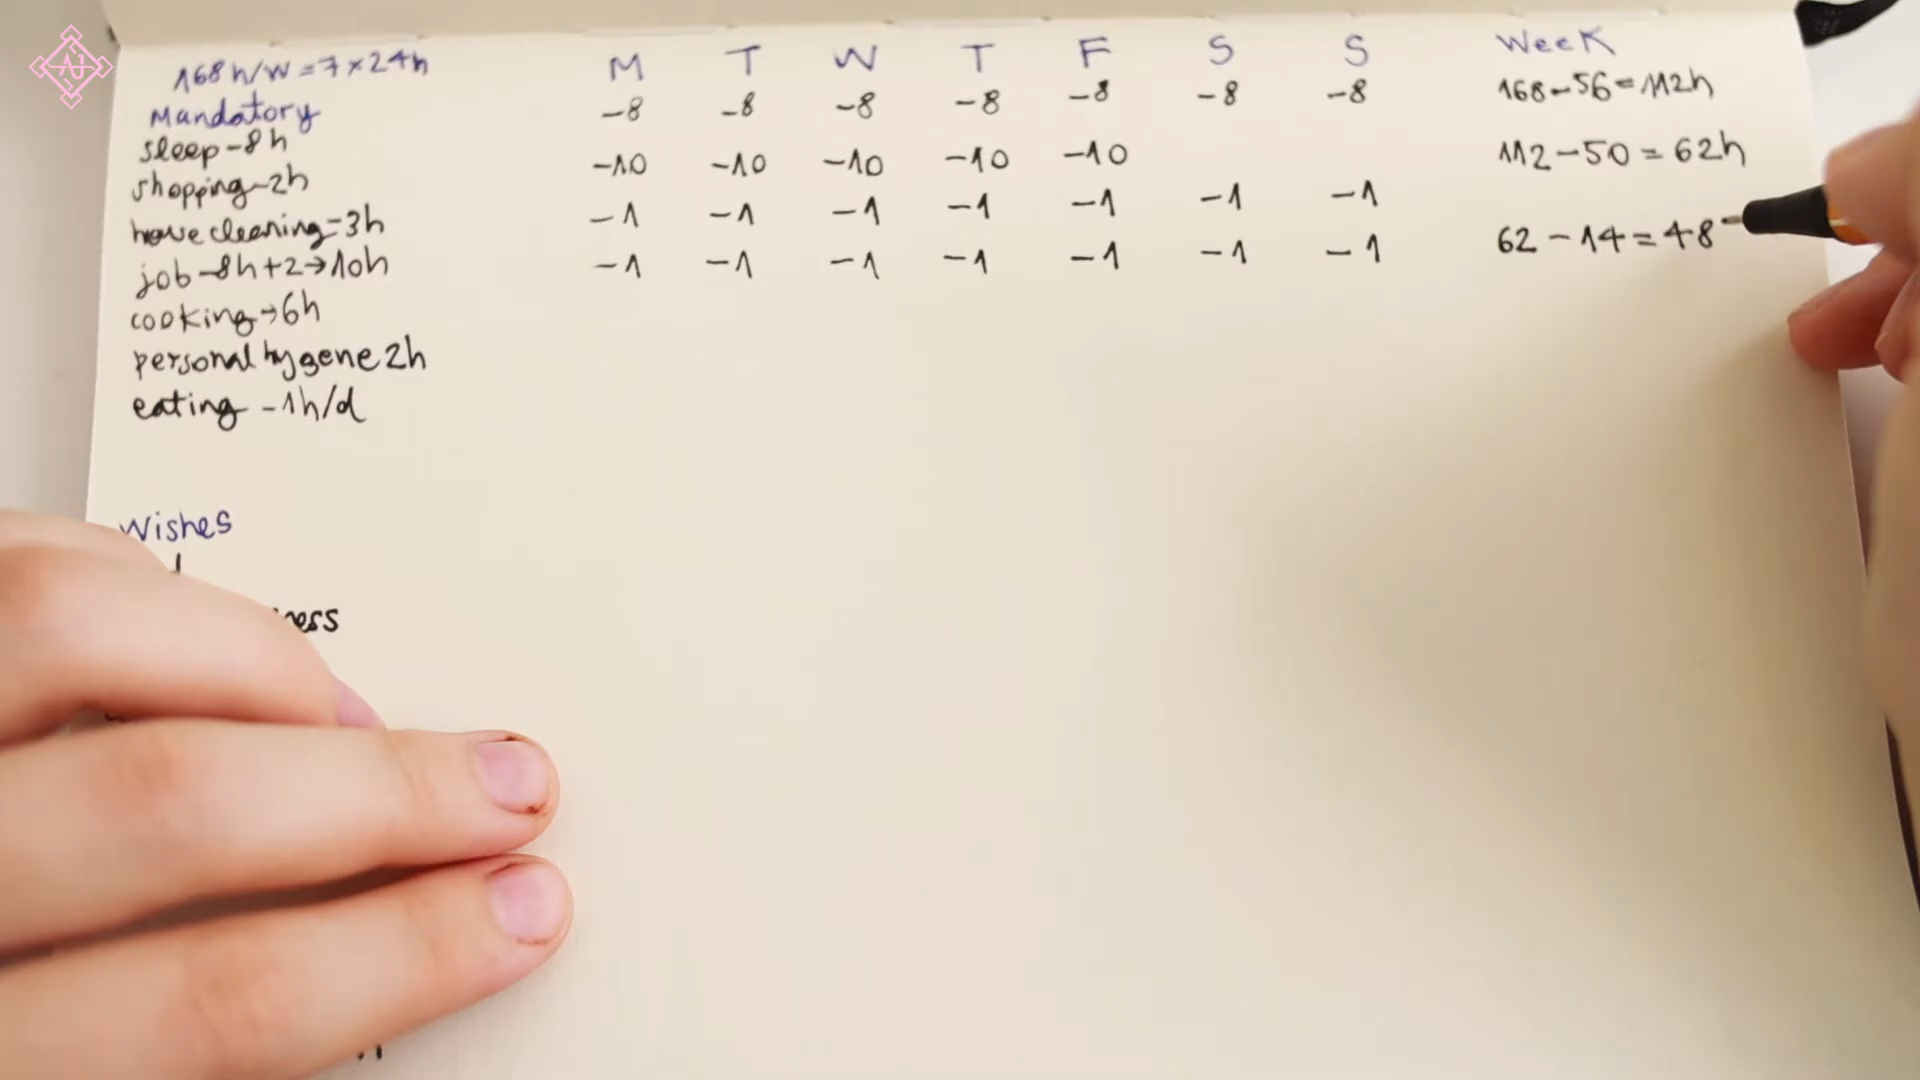 168h/w=7×24h M T W T F S S Week
Mandatory -8 -8 -8 -8 -8 -8 -8 168-56=112h
sleep-8h
shopping-2h -10 -10 -10 -10 -10 112-50=62h
house cleaning-3h -1 -1 -1 -1 -1 -1 -1
job-8h+2→10h -1 -1 -1 -1 -1 -1 -1 62-14=48
cooking→6h
personal hygene 2h
eating -1h/d
Wishes